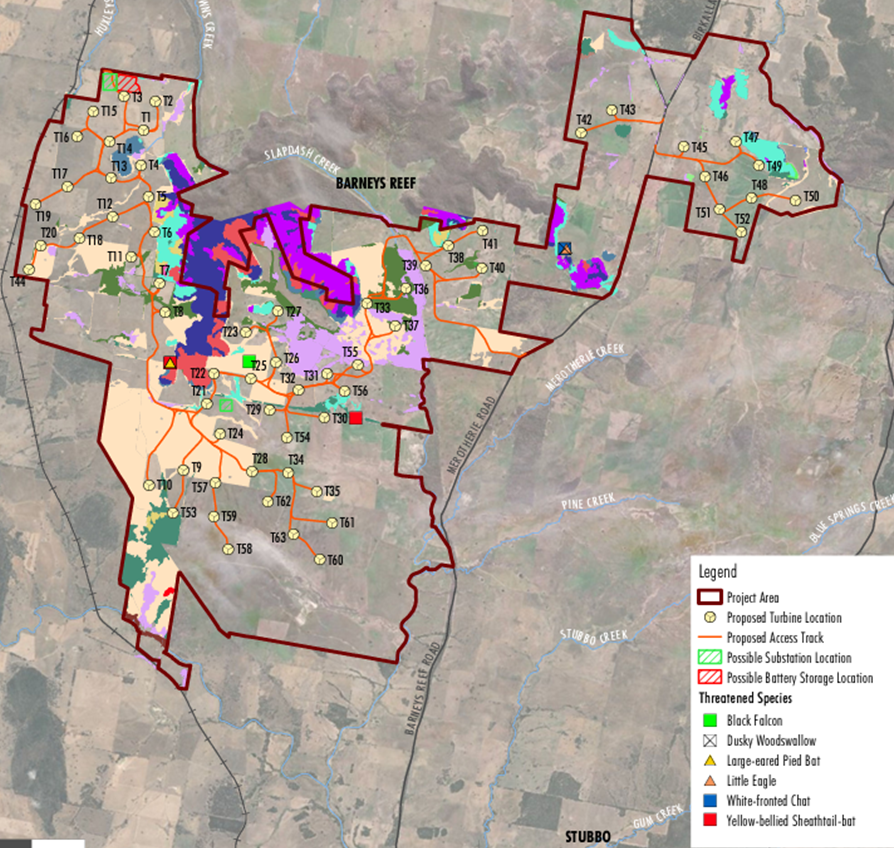 HUXLEYS
WNS CREEK
BIRKALLA
T3
T2
T15
T1
T43
T42
T16
T14
T47
T45
SLAPDASH CREEK
T13
T4
T49
T17
BARNEYS REEF
T46
T48
T5
T50
T12
T19
T51
T52
T20
T18
T6
T41
T38
T11
T39
T40
T44
T7
T36
T33
T8
T27
T37
T23
MEROTHERIE CREEK
T55
T26
T25
T22
T31
T32
T56
T21
T29
T30
MEROTHERIE ROAD
T24
T54
T28
T34
T9
T10
T57
T35
T62
PINE CREEK
T53
T59
T61
BLUE SPRINGS CREEK
T63
T58
T60
STUBBO CREEK
BARNEYS REEF ROAD
GUM CREEK
STUBBO
Legend
Project Area
Proposed Turbine Location
Proposed Access Track
Possible Substation Location
Possible Battery Storage Location
Threatened Species
Black Falcon
Dusky Woodswallow
Large-eared Pied Bat
Little Eagle
White-fronted Chat
Yellow-bellied Sheathtail-bat